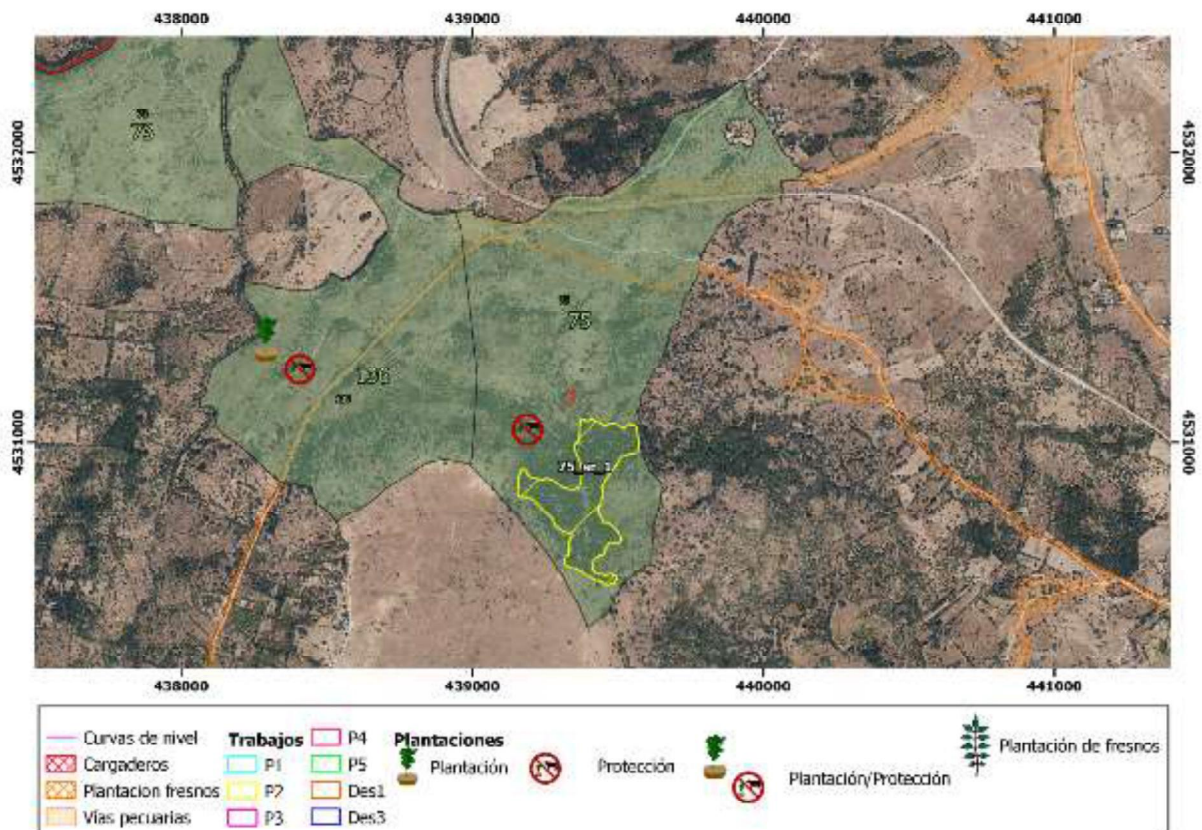 438000 439000 440000 441000
4532000 4532000
4531000 4531000
75
75
136
75_ar_1
438000 439000 440000 441000
Curvas de nivel
Cargaderos
Plantacion fresnos
Vías pecuarias
Trabajos
P1
P2
P3
P4
P5
Des1
Des3
Plantaciones
Plantación
Protección
Plantación/Protección
Plantación de fresnos